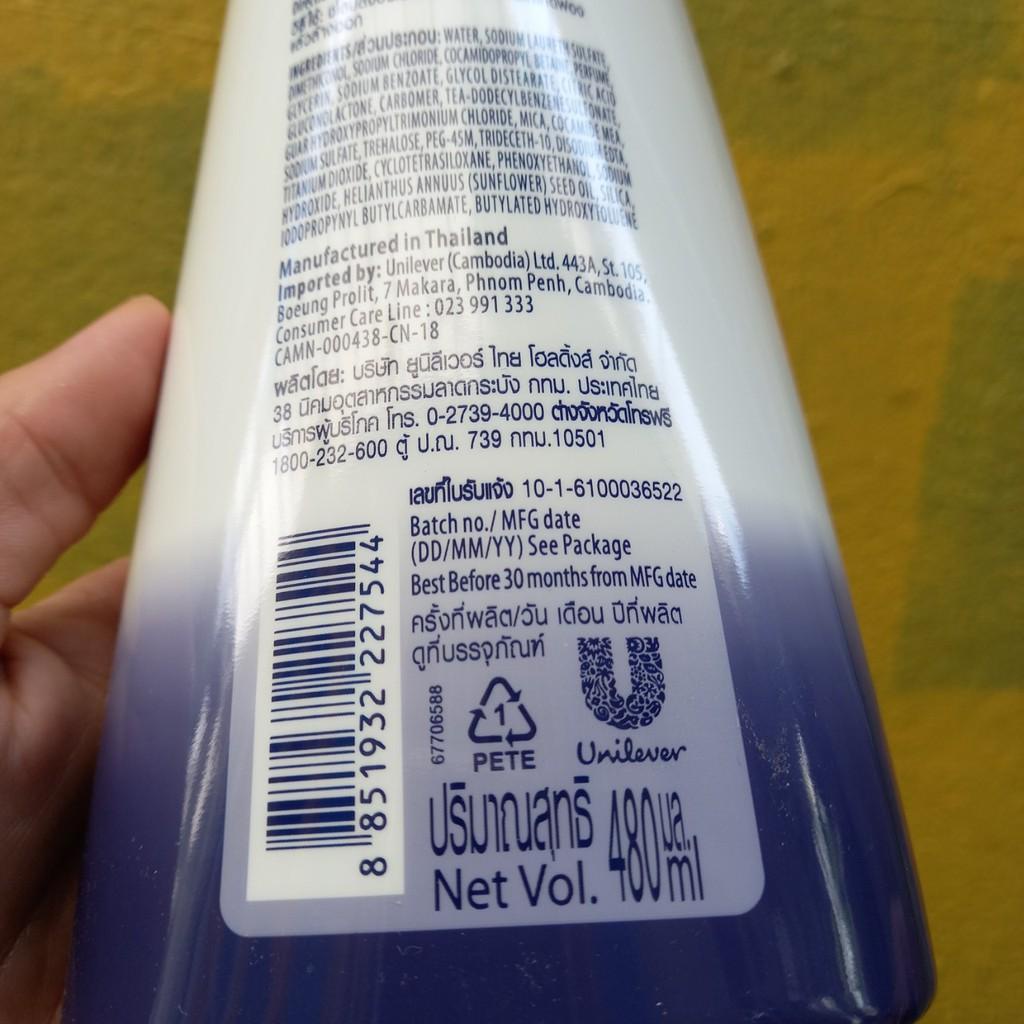 INGREDIENTS/ส่วนประกอบ: WATER, SODIUM LAURETH SULFATE,
DIMETHICONOL, SODIUM CHLORIDE, COCAMIDOPROPYL BETAINE, PERFUME,
GLYCERIN, SODIUM BENZOATE, GLYCOL DISTEARATE, CITRIC ACID
GLUCONOLACTONE, CARBOMER, TEA-DODECYLBENZENESULFONATE,
GUAR HYDROXYPROPYLTRIMONIUM CHLORIDE, MICA, COCAMIDE MEA,
SODIUM SULFATE, TREHALOSE, PEG-45M, TRIDECETH-10, DISODIUM EDTA,
TITANIUM DIOXIDE, CYCLOTETRASILOXANE, PHENOXYETHANOL, SODIUM
HYDROXIDE, HELIANTHUS ANNUUS (SUNFLOWER) SEED OIL, SILICA,
IODOPROPYNYL BUTYLCARBAMATE, BUTYLATED HYDROXYTOLUENE
Manufactured in Thailand
Imported by: Unilever (Cambodia) Ltd. 443A, St. 105,
Boeung Prolit, 7 Makara, Phnom Penh, Cambodia.
Consumer Care Line : 023 991 333
CAMN-000438-CN-18
ผลิตโดย: บริษัท ยูนิลีเวอร์ ไทย โฮลดิ้งส์ จำกัด
38 นิคมอุตสาหกรรมลาดกระบัง กทม. ประเทศไทย
บริการผู้บริโภค โทร. 0-2739-4000 ต่างจังหวัดโทรฟรี
1800-232-600 ตู้ ป.ณ. 739 กทม.10501
เลขที่ใบรับแจ้ง 10-1-6100036522
Batch no./ MFG date
(DD/MM/YY) See Package
Best Before 30 months from MFG date
ครั้งที่ผลิต/วัน เดือน ปีที่ผลิต
ดูที่บรรจุภัณฑ์
8 851932 227544
67706588
1
PETE
U
Unilever
ปริมาณสุทธิ 480 มล.
Net Vol. 480 ml